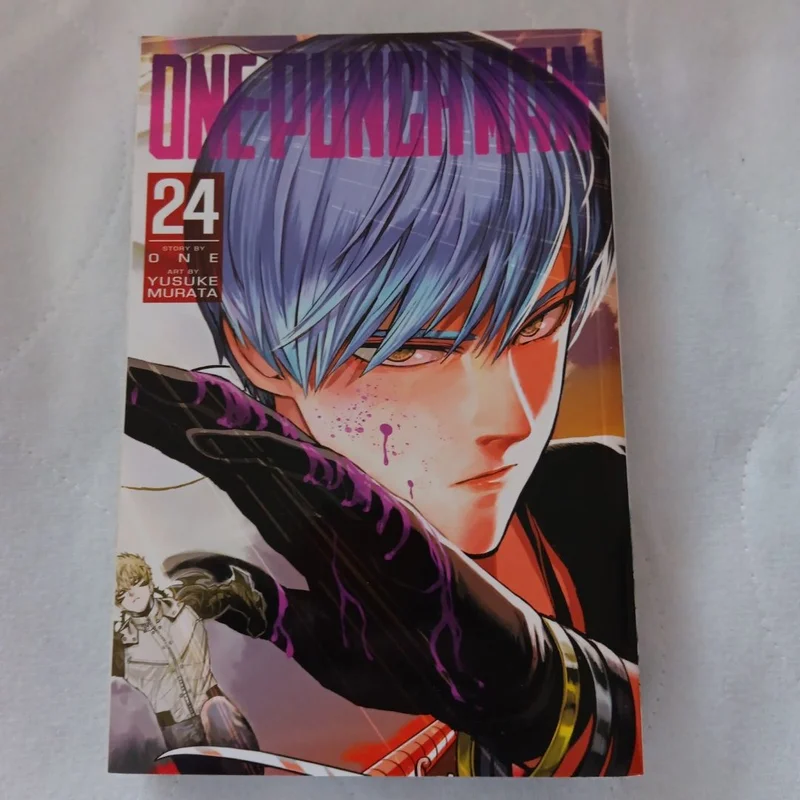 ONE-PUNCH MAN
24
STORY BY
ONE
ART BY
YUSUKE
MURATA